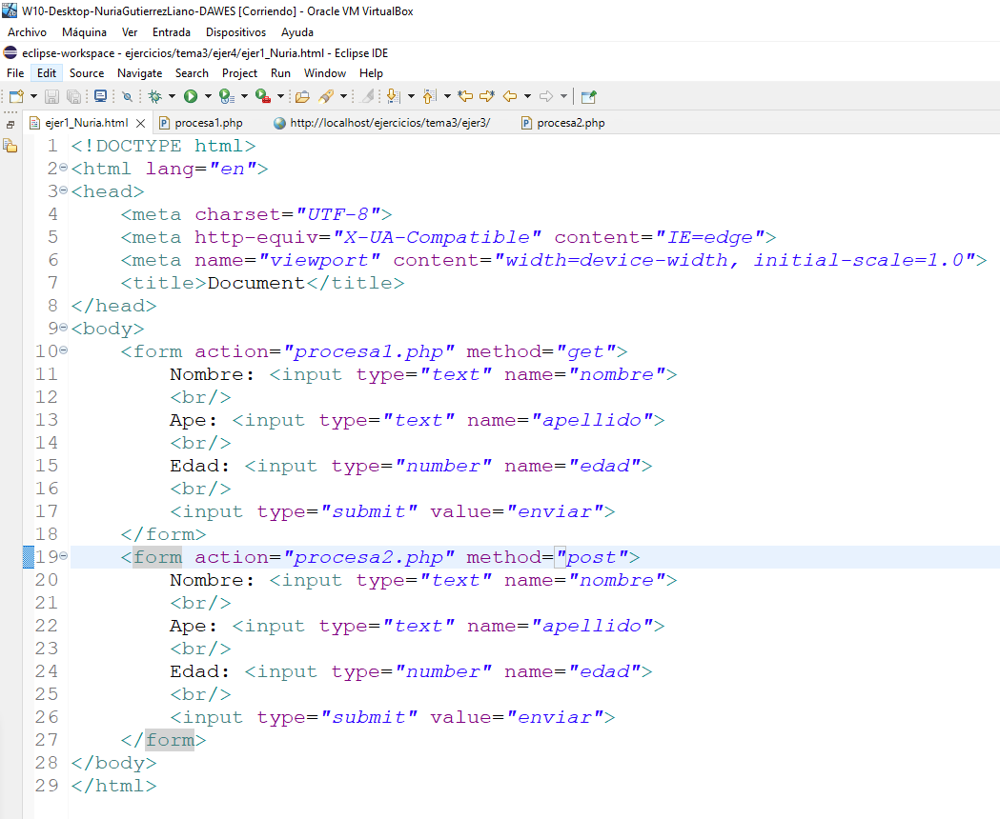 W10-Desktop-NuriaGutierrezLiano-DAWES [Corriendo] - Oracle VM VirtualBox
Archivo Máquina Ver Entrada Dispositivos Ayuda
eclipse-workspace - ejercicios/tema3/ejer4/ejer1_Nuria.html - Eclipse IDE
File Edit Source Navigate Search Project Run Window Help
ejer1_Nuria.html procesa1.php http://localhost/ejercicios/tema3/ejer3/ procesa2.php
1 <!DOCTYPE html>
2 <html lang="en">
3 <head>
4 <meta charset="UTF-8">
5 <meta http-equiv="X-UA-Compatible" content="IE=edge">
6 <meta name="viewport" content="width=device-width, initial-scale=1.0">
7 <title>Document</title>
8 </head>
9 <body>
10 <form action="procesa1.php" method="get">
11 Nombre: <input type="text" name="nombre">
12 <br/>
13 Ape: <input type="text" name="apellido">
14 <br/>
15 Edad: <input type="number" name="edad">
16 <br/>
17 <input type="submit" value="enviar">
18 </form>
19 <form action="procesa2.php" method="post">
20 Nombre: <input type="text" name="nombre">
21 <br/>
22 Ape: <input type="text" name="apellido">
23 <br/>
24 Edad: <input type="number" name="edad">
25 <br/>
26 <input type="submit" value="enviar">
27 </form>
28 </body>
29 </html>